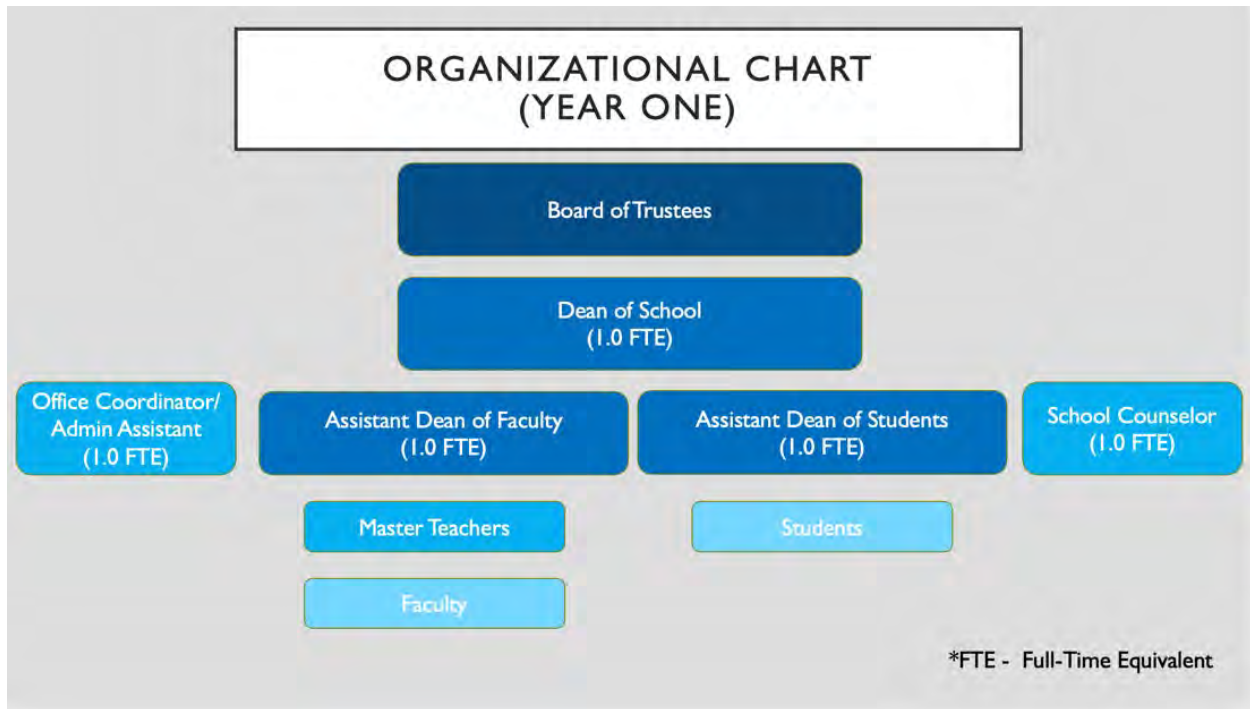 ORGANIZATIONAL CHART
(YEAR ONE)
Board of Trustees
Dean of School
(1.0 FTE)
Office Coordinator/
Admin Assistant
(1.0 FTE)
Assistant Dean of Faculty
(1.0 FTE)
Assistant Dean of Students
(1.0 FTE)
School Counselor
(1.0 FTE)
Master Teachers
Students
Faculty
*FTE - Full-Time Equivalent